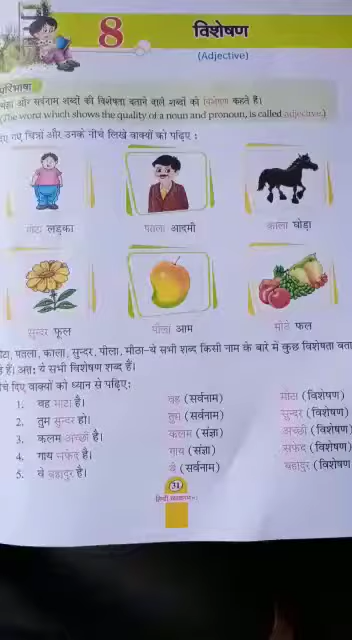 8
विशेषण
(Adjective)
परिभाषा
संज्ञा और सर्वनाम शब्दों की विशेषता बताने वाले शब्दों को विशेषण कहते हैं।
(The word which shows the quality of a noun and pronoun, is called adjective.)
गए चित्रों और उनके नीचे लिखे वाक्यों को पढ़िए :
मोटा लड़का
पतला आदमी
काला घोड़ा
सुन्दर फूल
पीला आम
मीठे फल
मोटा, पतला, काला, सुन्दर, पीला, मीठा-ये सभी शब्द किसी नाम के बारे में कुछ विशेषता बता
हैं। अत: ये सभी विशेषण शब्द हैं।
दिए वाक्यों को ध्यान से पढ़िए:
1. वह मोटा है। वह (सर्वनाम) मोटा (विशेषण)
2. तुम सुन्दर हो। तुम (सर्वनाम) सुन्दर (विशेषण)
3. कलम अच्छी है। कलम (संज्ञा) अच्छी (विशेषण)
4. गाय सफेद है। गाय (संज्ञा) सफेद (विशेषण)
5. वे बहादुर हैं। वे (सर्वनाम) बहादुर (विशेषण
31